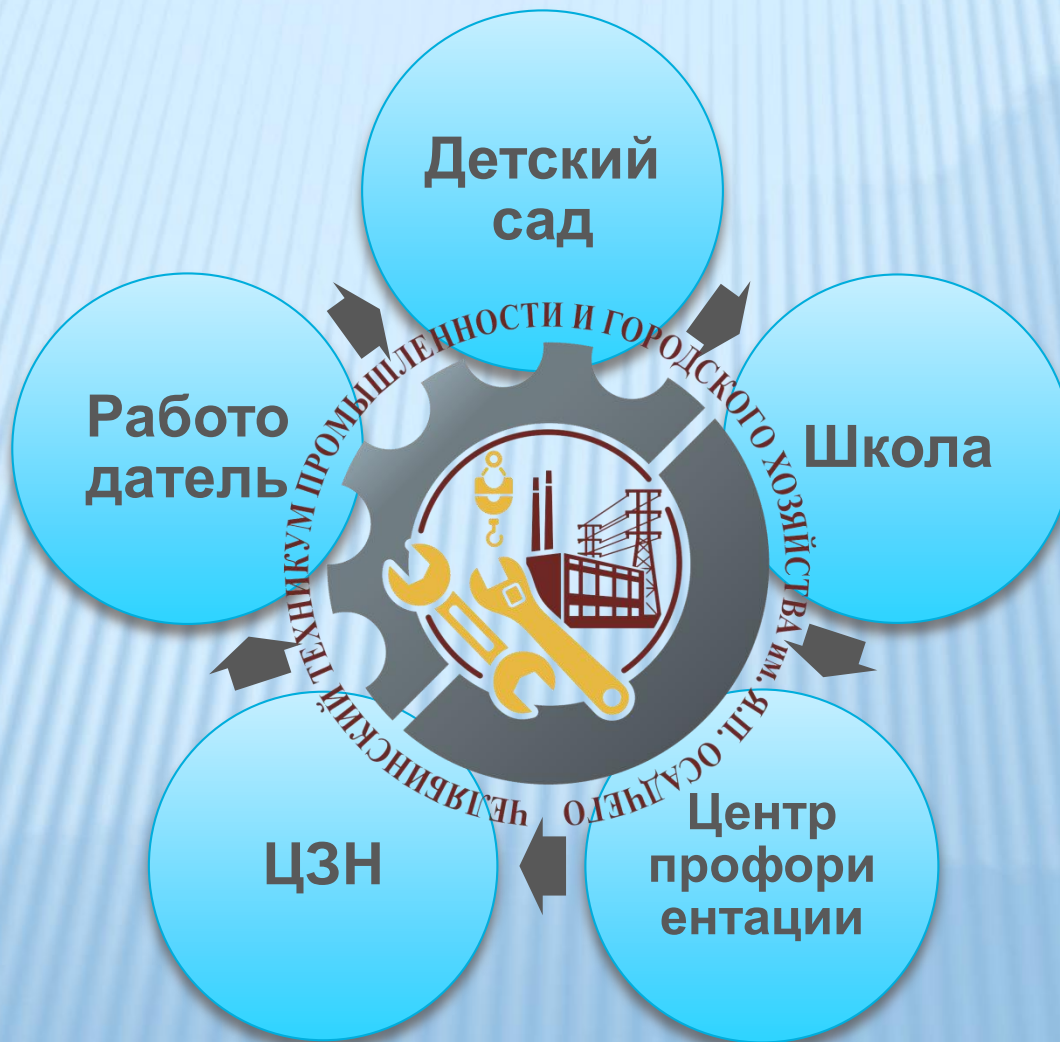 Детский
сад
Школа
Центр
профори
ентации
ЦЗН
Работо
датель
ЧЕЛЯБИНСКИЙ ТЕХНИКУМ ПРОМЫШЛЕННОСТИ И ГОРОДСКОГО ХОЗЯЙСТВА им. Я.П. ОСАДЧЕГО